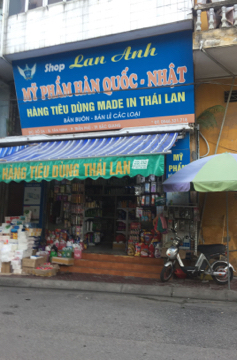 Shop Lan Anh
MỸ PHẨM HÀN QUỐC - NHẬT
HÀNG TIÊU DÙNG MADE IN THÁI LAN
BÁN BUÔN - BÁN LẺ CÁC LOẠI
HÀNG TIÊU DÙNG THÁI LAN
MỸ